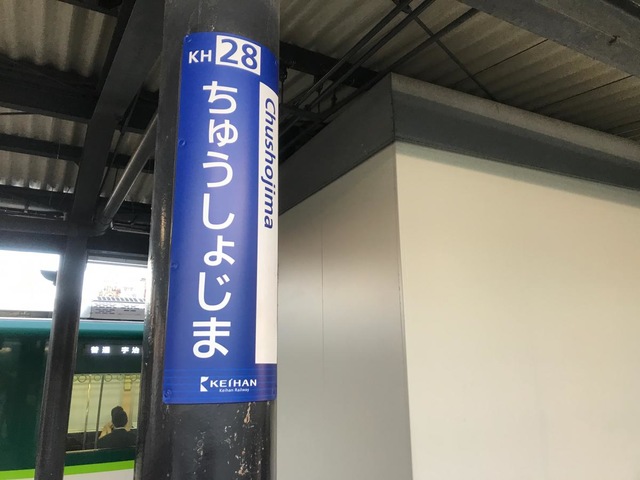 KH 28
ちゅうしょじま
Chushojima
KEIHAN
Keihan Railway
普通 宇治